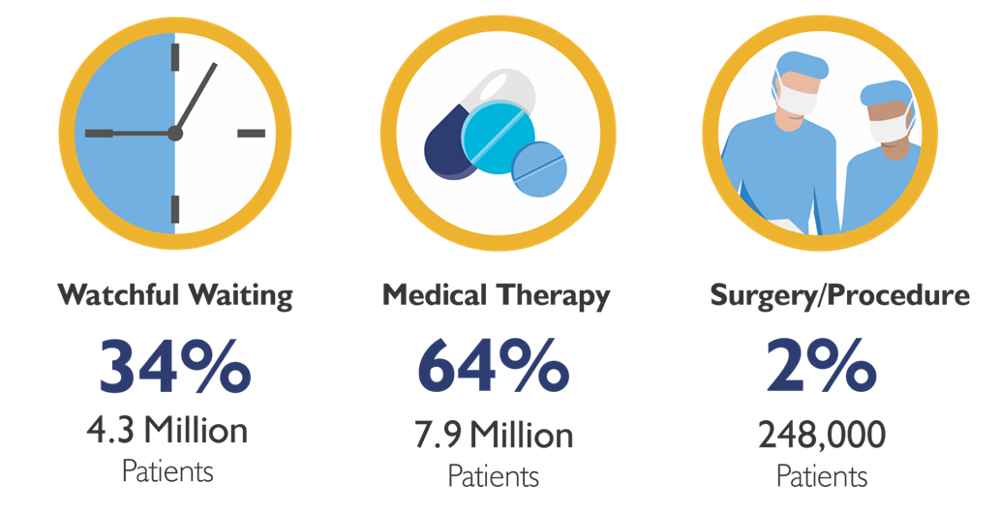 Watchful Waiting
34%
4.3 Million
Patients
Medical Therapy
64%
7.9 Million
Patients
Surgery/Procedure
2%
248,000
Patients